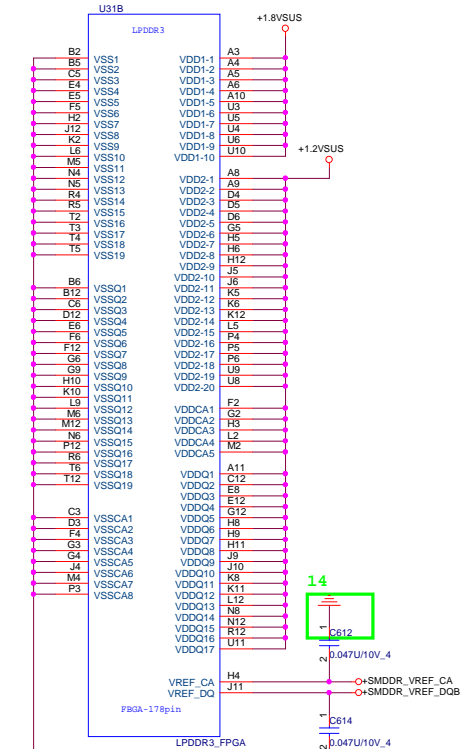 U31B
LPDDR3
+1.8VSUS
B2 VSS1 VDD1-1 A3
B5 VSS2 VDD1-2 A4
C5 VSS3 VDD1-3 A5
E4 VSS4 VDD1-4 A6
E5 VSS5 VDD1-5 A10
F5 VSS6 VDD1-6 U3
H2 VSS7 VDD1-7 U5
J12 VSS8 VDD1-8 U4
K2 VSS9 VDD1-9 U6
L6 VSS10 VDD1-10 U10
M5 VSS11
+1.2VSUS
N4 VSS12 VDD2-1 A8
N5 VSS13 VDD2-2 A9
R4 VSS14 VDD2-3 D4
R5 VSS15 VDD2-4 D5
T2 VSS16 VDD2-5 D6
T3 VSS17 VDD2-6 G5
T4 VSS18 VDD2-7 H5
T5 VSS19 VDD2-8 H6
VDD2-9 H12
VDD2-10 J5
B6 VSSQ1 VDD2-11 J6
B12 VSSQ2 VDD2-12 K5
C6 VSSQ3 VDD2-13 K6
D12 VSSQ4 VDD2-14 K12
E6 VSSQ5 VDD2-15 L5
F6 VSSQ6 VDD2-16 P4
F12 VSSQ7 VDD2-17 P5
G6 VSSQ8 VDD2-18 P6
G9 VSSQ9 VDD2-19 U9
H10 VSSQ10 VDD2-20 U8
K10 VSSQ11
L9 VSSQ12 VDDCA1 F2
M6 VSSQ13 VDDCA2 G2
M12 VSSQ14 VDDCA3 H3
N6 VSSQ15 VDDCA4 L2
P12 VSSQ16 VDDCA5 M2
R6 VSSQ17
T6 VSSQ18 VDDQ1 A11
T12 VSSQ19 VDDQ2 C12
VDDQ3 E8
VDDQ4 E12
C3 VSSCA1 VDDQ5 G12
D3 VSSCA2 VDDQ6 H8
F4 VSSCA3 VDDQ7 H9
G3 VSSCA4 VDDQ8 H11
G4 VSSCA5 VDDQ9 J9
J4 VSSCA6 VDDQ10 J10
M4 VSSCA7 VDDQ11 K8
P3 VSSCA8 VDDQ12 K11
VDDQ13 L12
VDDQ14 N8
VDDQ15 N12
VDDQ16 R12
VDDQ17 U11
14
1
C612
2
0.047U/10V_4
VREF_CA H4 +SMDDR_VREF_CA
VREF_DQ J11 +SMDDR_VREF_DQB
FBGA-178pin
LPDDR3_FPGA
1
C614
2
0.047U/10V_4